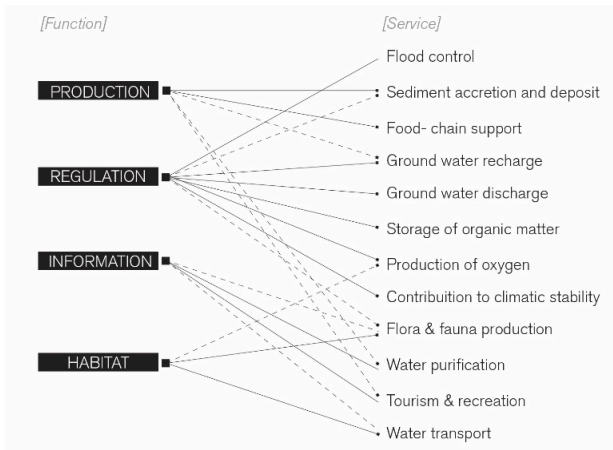 [Function]
[Service]
PRODUCTION
REGULATION
INFORMATION
HABITAT
Flood control
Sediment accretion and deposit
Food- chain support
Ground water recharge
Ground water discharge
Storage of organic matter
Production of oxygen
Contribuition to climatic stability
Flora & fauna production
Water purification
Tourism & recreation
Water transport